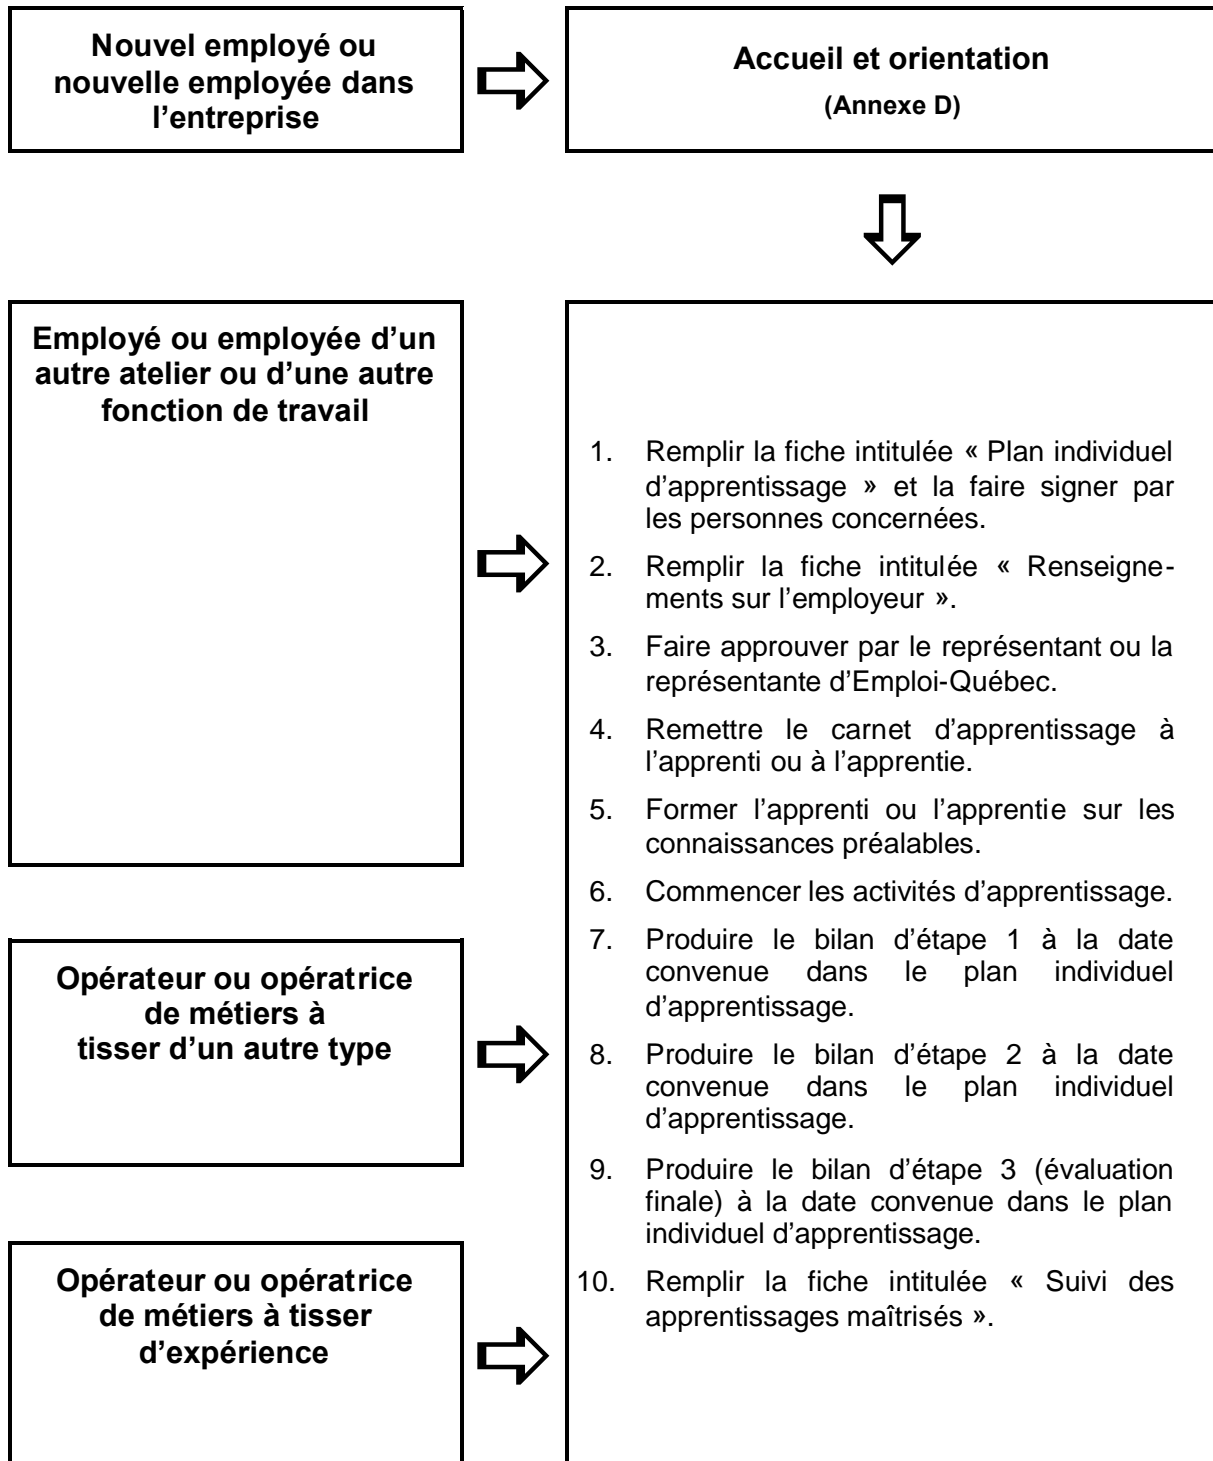 Nouvel employé ou
nouvelle employée dans
l’entreprise
Accueil et orientation
(Annexe D)
Employé ou employée d’un
autre atelier ou d’une autre
fonction de travail
1. Remplir la fiche intitulée « Plan individuel
d’apprentissage » et la faire signer par
les personnes concernées.
2. Remplir la fiche intitulée « Renseigne-
ments sur l’employeur ».
3. Faire approuver par le représentant ou la
représentante d’Emploi-Québec.
4. Remettre le carnet d’apprentissage à
l’apprenti ou à l’apprentie.
5. Former l’apprenti ou l’apprentie sur les
connaissances préalables.
6. Commencer les activités d’apprentissage.
7. Produire le bilan d’étape 1 à la date
convenue dans le plan individuel
d’apprentissage.
8. Produire le bilan d’étape 2 à la date
convenue dans le plan individuel
d’apprentissage.
9. Produire le bilan d’étape 3 (évaluation
finale) à la date convenue dans le plan
individuel d’apprentissage.
10. Remplir la fiche intitulée « Suivi des
apprentissages maîtrisés ».
Opérateur ou opératrice
de métiers à
tisser d’un autre type
Opérateur ou opératrice
de métiers à tisser
d’expérience